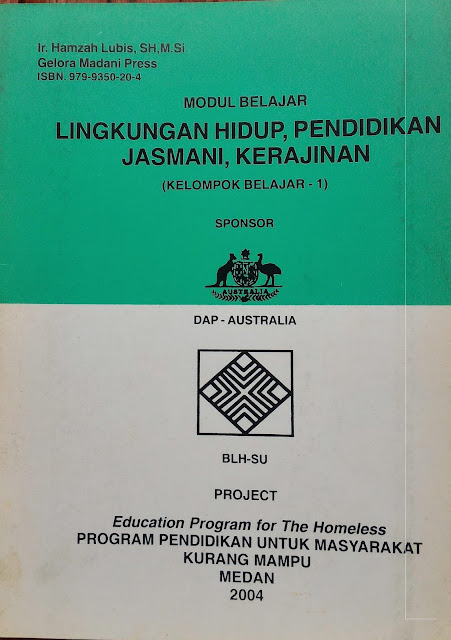 Ir. Hamzah Lubis, SH,M.Si
Gelora Madani Press
ISBN. 979-9350-20-4
MODUL BELAJAR
LINGKUNGAN HIDUP, PENDIDIKAN
JASMANI, KERAJINAN
(KELOMPOK BELAJAR - 1)
SPONSOR
AUSTRALIA
DAP - AUSTRALIA
BLH-SU
PROJECT
Education Program for The Homeless
PROGRAM PENDIDIKAN UNTUK MASYARAKAT
KURANG MAMPU
MEDAN
2004